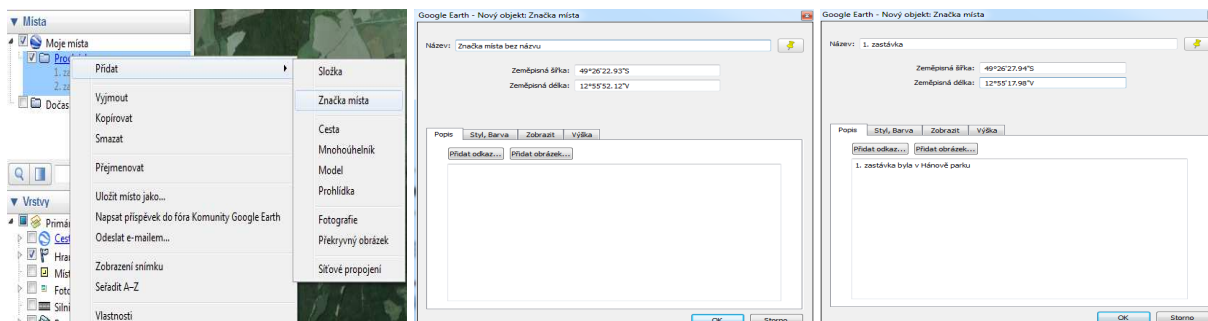 Místa
Moje místa
Přidat
Vyjmout
Kopírovat
Smazat
Přejmenovat
Uložit místo jako...
Napsat příspěvek do fóra Komunity Google Earth
Odeslat e-mailem...
Zobrazení snímku
Seřadit A–Z
Vlastnosti
Složka
Značka místa
Cesta
Mnohoúhelník
Model
Prohlídka
Fotografie
Překryvný obrázek
Síťové propojení
Vrstvy
Google Earth - Nový objekt: Značka místa
Název: Značka místa bez názvu
Zeměpisná šířka: 49°26'22.93"S
Zeměpisná délka: 12°55'52.12"V
Popis Styl, Barva Zobrazit Výška
Přidat odkaz... Přidat obrázek...
OK Storno
Google Earth - Nový objekt: Značka místa
Název: 1. zastávka
Zeměpisná šířka: 49°26'27.94"S
Zeměpisná délka: 12°55'17.98"V
Popis Styl, Barva Zobrazit Výška
Přidat odkaz... Přidat obrázek...
1. zastávka byla v Hánově parku
OK Storno